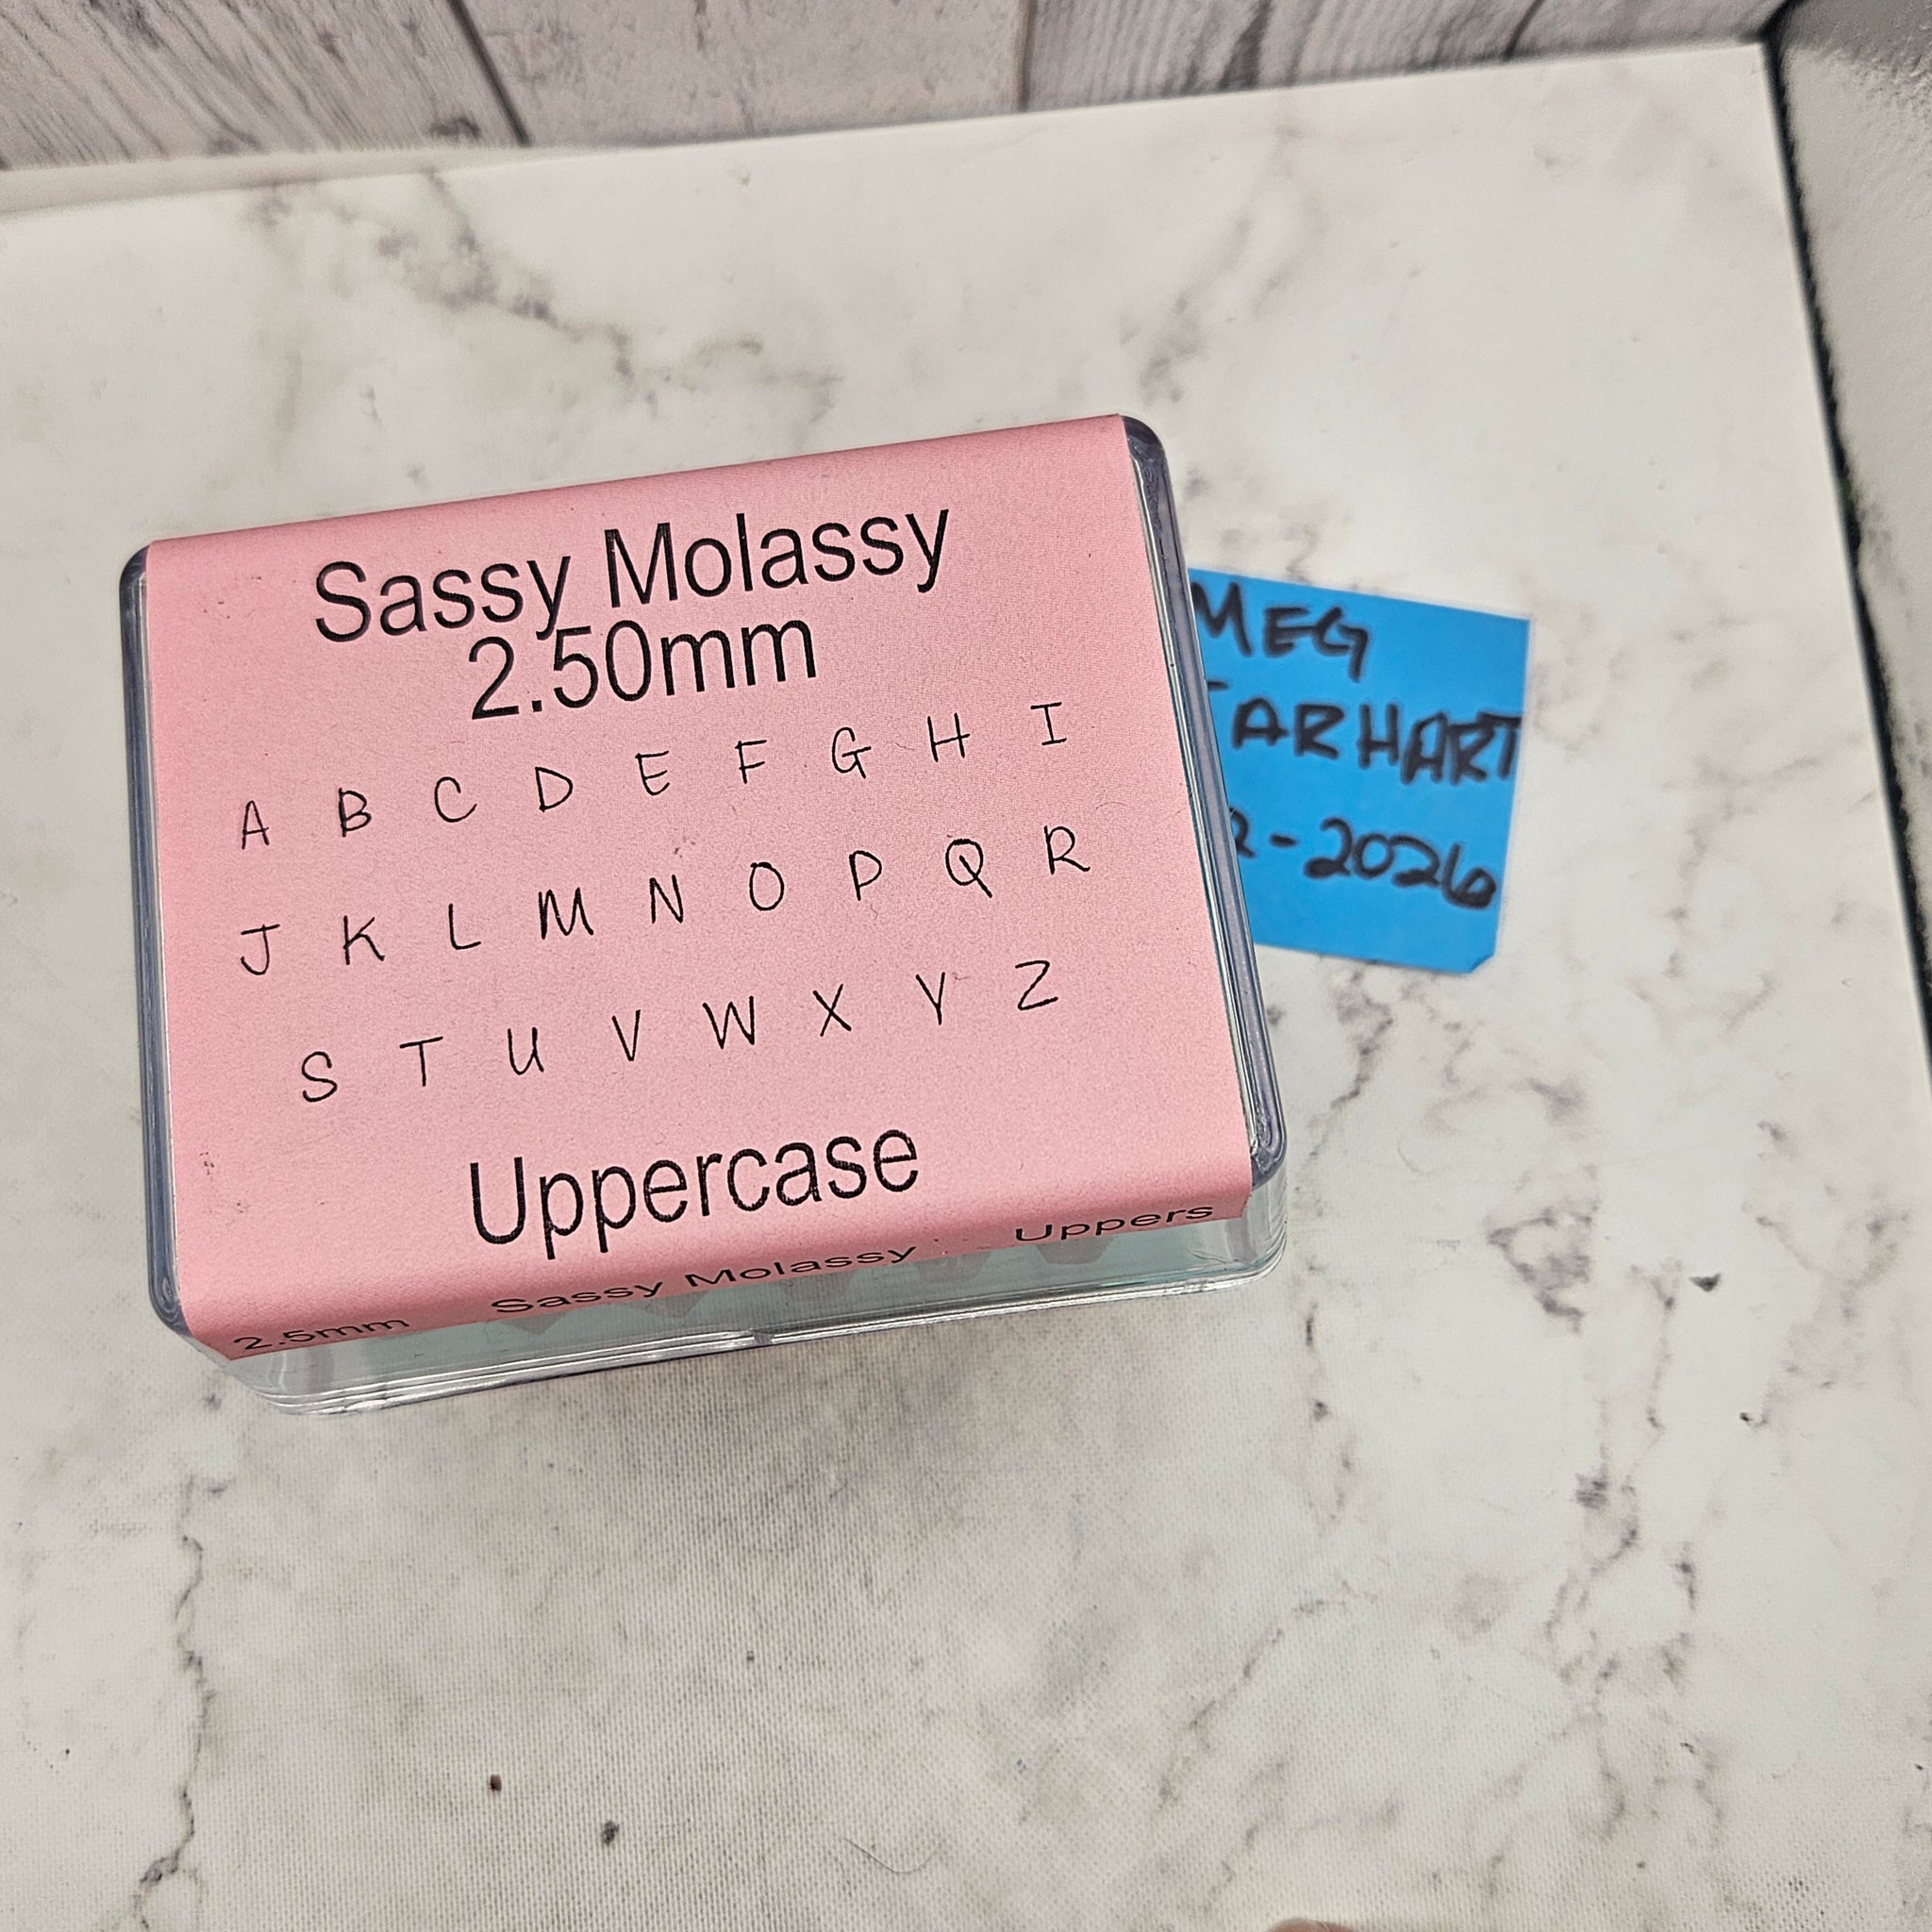 Sassy Molassy
2.50mm
A B C D E F G H I
J K L M N O P Q R
S T U V W X Y Z
Uppercase
2.5mm Sassy Molassy Uppers
MEG
ARHART
-2026